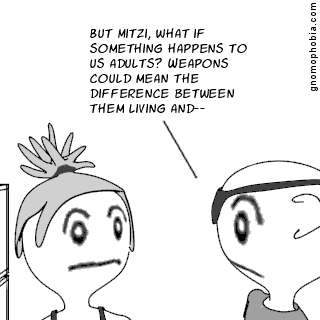 BUT MITZI, WHAT IF
SOMETHING HAPPENS TO
US ADULTS? WEAPONS
COULD MEAN THE
DIFFERENCE BETWEEN
THEM LIVING AND--
gnomophobia.com